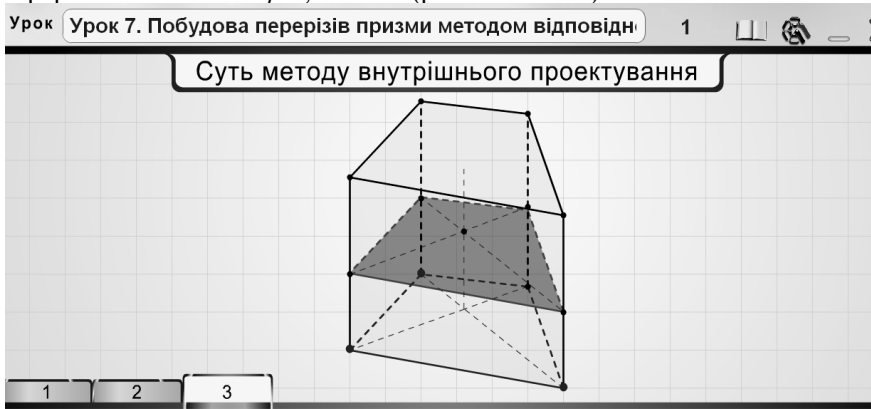 Урок Урок 7. Побудова перерізів призми методом відповідн 1
Суть методу внутрішнього проектування
1 2 3